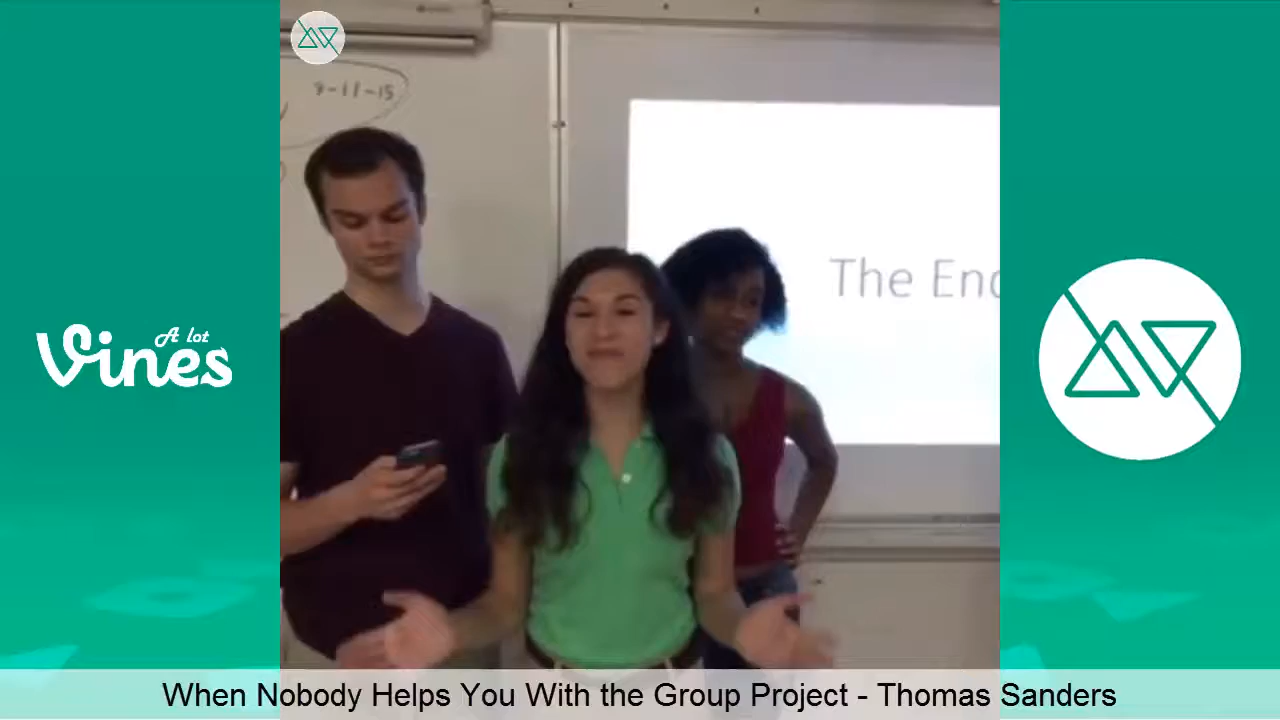 9-11-15
The End
A lot
Vines
When Nobody Helps You With the Group Project - Thomas Sanders